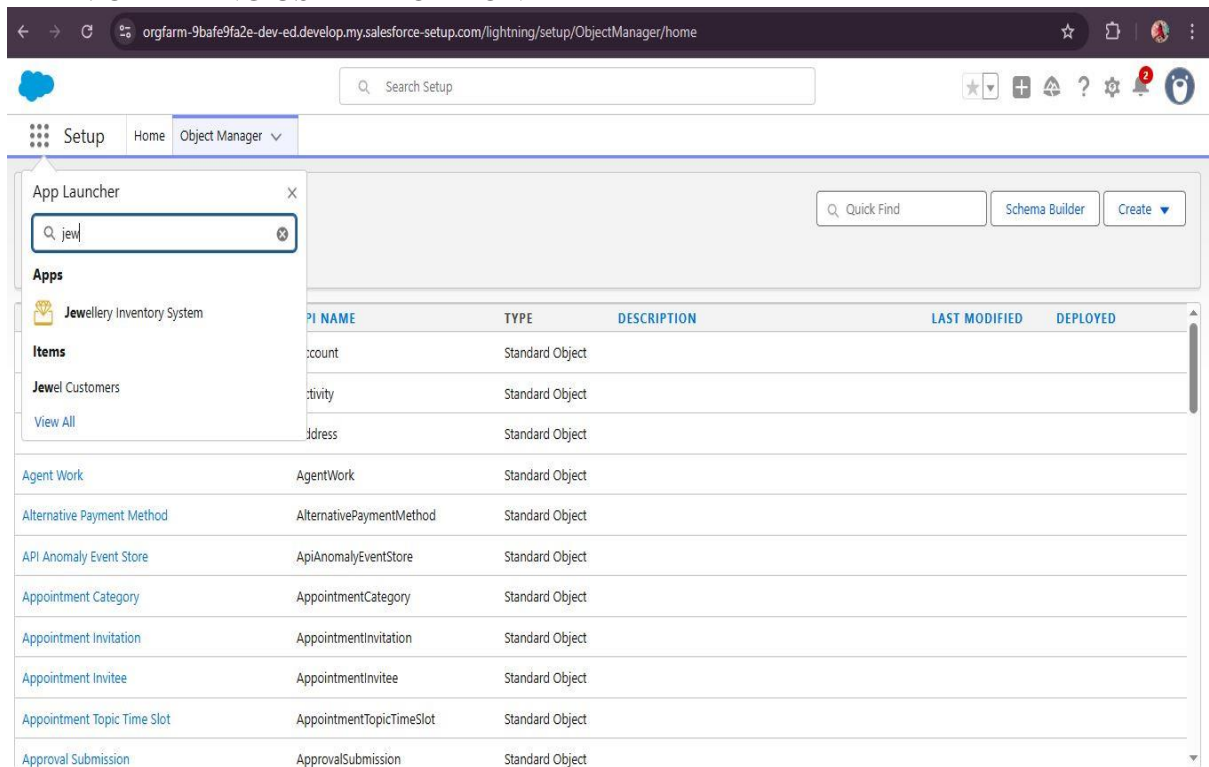 orgfarm-9bafe9fa2e-dev-ed.develop.my.salesforce-setup.com/lightning/setup/ObjectManager/home
Search Setup
2
Setup Home Object Manager
App Launcher
jew
Quick Find
Schema Builder
Create
Apps
Jewellery Inventory System
PI NAME TYPE DESCRIPTION LAST MODIFIED DEPLOYED
Items
ccount Standard Object
Jewel Customers
ctivity Standard Object
View All
ddress Standard Object
Agent Work AgentWork Standard Object
Alternative Payment Method AlternativePaymentMethod Standard Object
API Anomaly Event Store ApiAnomalyEventStore Standard Object
Appointment Category AppointmentCategory Standard Object
Appointment Invitation AppointmentInvitation Standard Object
Appointment Invitee AppointmentInvitee Standard Object
Appointment Topic Time Slot AppointmentTopicTimeSlot Standard Object
Approval Submission ApprovalSubmission Standard Object